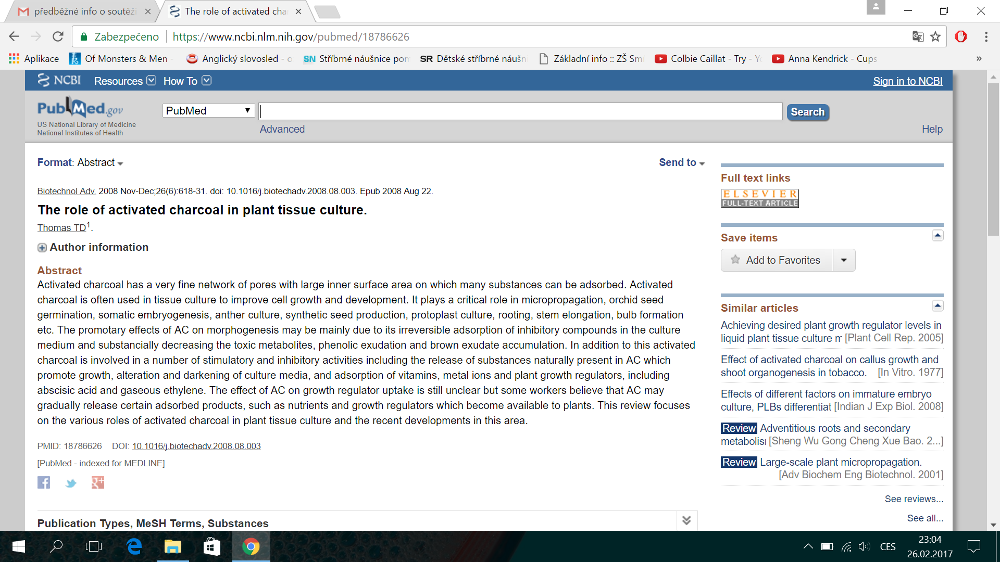 předběžné info o soutěži
The role of activated cha
Zabezpečeno
https://www.ncbi.nlm.nih.gov/pubmed/18786626
Aplikace
Of Monsters & Men -
Anglický slovosled - o
SN Stříbrné náušnice pom
SR Dětské stříbrné náušn
Základní info :: ZŠ Smí
Colbie Caillat - Try - Yo
Anna Kendrick - Cups
»
NCBI Resources How To
Sign in to NCBI
PubMed.gov
US National Library of Medicine
National Institutes of Health
PubMed
Search
Advanced
Help
Format: Abstract
Send to
Biotechnol Adv. 2008 Nov-Dec;26(6):618-31. doi: 10.1016/j.biotechadv.2008.08.003. Epub 2008 Aug 22.
The role of activated charcoal in plant tissue culture.
Thomas TD1.
Author information
Abstract
Activated charcoal has a very fine network of pores with large inner surface area on which many substances can be adsorbed. Activated
charcoal is often used in tissue culture to improve cell growth and development. It plays a critical role in micropropagation, orchid seed
germination, somatic embryogenesis, anther culture, synthetic seed production, protoplast culture, rooting, stem elongation, bulb formation
etc. The promotary effects of AC on morphogenesis may be mainly due to its irreversible adsorption of inhibitory compounds in the culture
medium and substancially decreasing the toxic metabolites, phenolic exudation and brown exudate accumulation. In addition to this activated
charcoal is involved in a number of stimulatory and inhibitory activities including the release of substances naturally present in AC which
promote growth, alteration and darkening of culture media, and adsorption of vitamins, metal ions and plant growth regulators, including
abscisic acid and gaseous ethylene. The effect of AC on growth regulator uptake is still unclear but some workers believe that AC may
gradually release certain adsorbed products, such as nutrients and growth regulators which become available to plants. This review focuses
on the various roles of activated charcoal in plant tissue culture and the recent developments in this area.
PMID: 18786626 DOI: 10.1016/j.biotechadv.2008.08.003
[PubMed - indexed for MEDLINE]
f
g+
Publication Types, MeSH Terms, Substances
Full text links
ELSEVIER
FULL-TEXT ARTICLE
Save items
Add to Favorites
Similar articles
Achieving desired plant growth regulator levels in
liquid plant tissue culture m [Plant Cell Rep. 2005]
Effect of activated charcoal on callus growth and
shoot organogenesis in tobacco. [In Vitro. 1977]
Effects of different factors on immature embryo
culture, PLBs differentiat [Indian J Exp Biol. 2008]
Review Adventitious roots and secondary
metabolis [Sheng Wu Gong Cheng Xue Bao. 2...]
Review Large-scale plant micropropagation.
[Adv Biochem Eng Biotechnol. 2001]
See reviews...
See all...
CES
23:04
26.02.2017